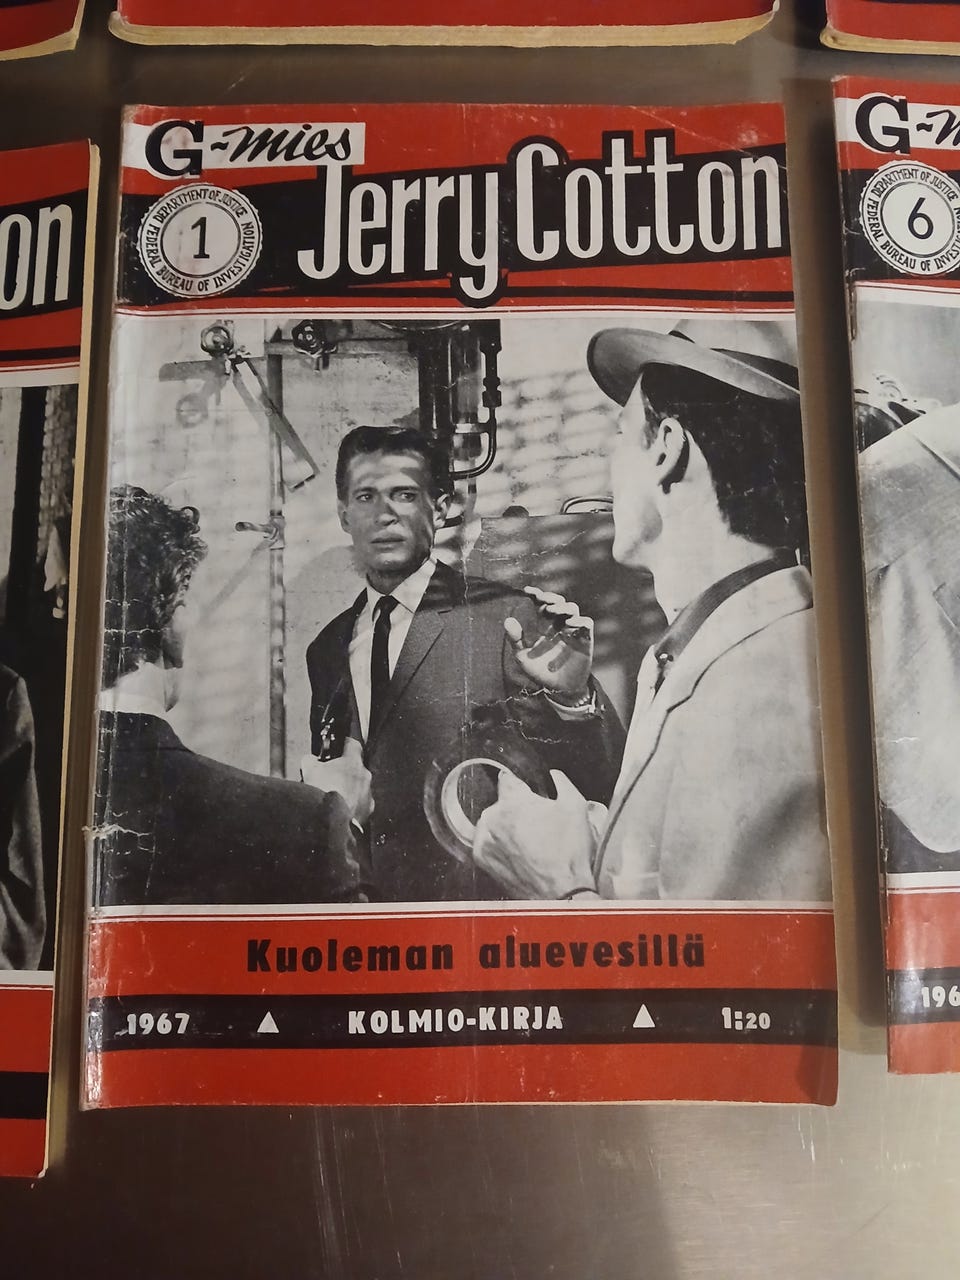 G-mies
Jerry Cotton
DEPARTMENT OF JUSTICE
1
FEDERAL BUREAU OF INVESTIGATION
Kuoleman aluevesillä
1967 ▲ KOLMIO-KIRJA ▲ 1:20
on
G-
DEPARTMENT OF JUSTICE
6
FEDERAL BUREAU OF
196